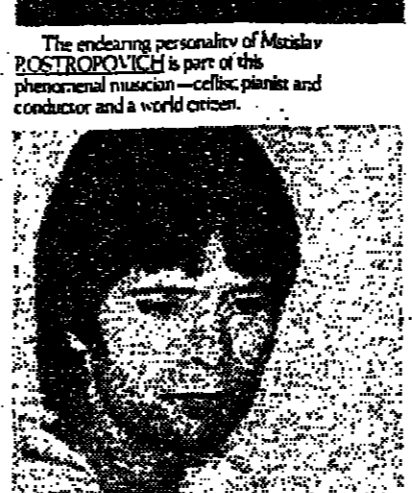 The endearing personality of Mstislav
ROSTROPOVICH is part of this
phenomenal musician—cellist, pianist and
conductor and a world citizen.